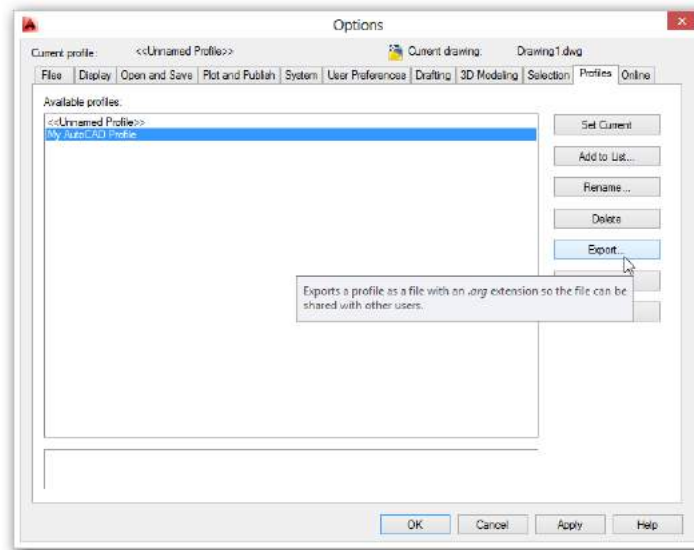 Options
Current profile: <<Unnamed Profile>> Current drawing: Drawing1.dwg
Files Display Open and Save Plot and Publish System User Preferences Drafting 3D Modeling Selection Profiles Online
Available profiles:
<<Unnamed Profile>>
My AutoCAD Profile
Set Current
Add to List...
Rename...
Delete
Export...
Exports a profile as a file with an .arg extension so the file can be
shared with other users.
OK Cancel Apply Help